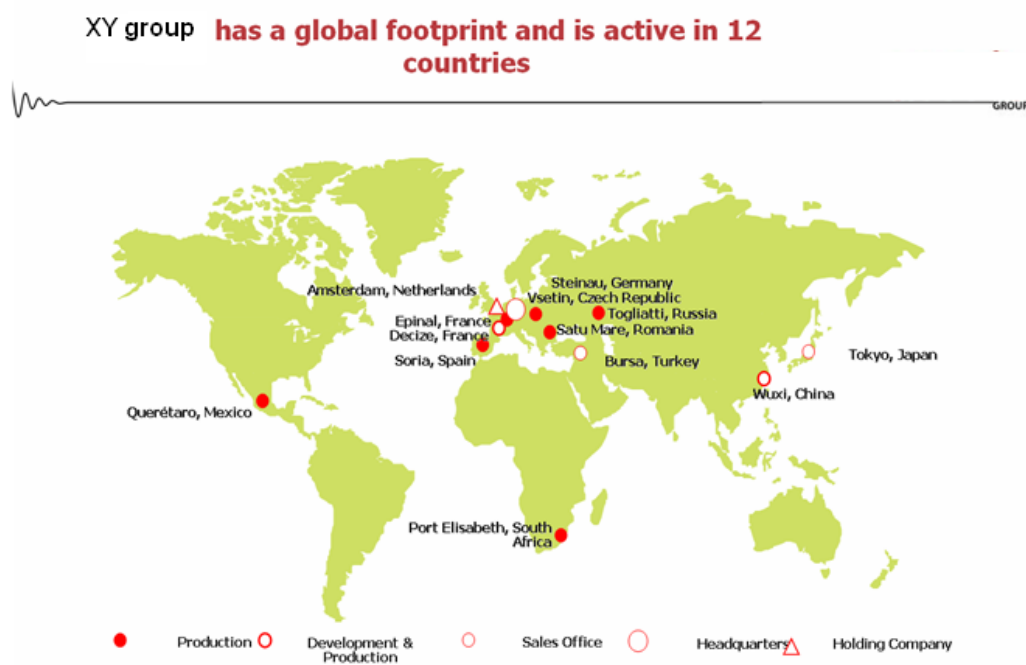 XY group has a global footprint and is active in 12
countries
GROUP
Steinau, Germany
Amsterdam, Netherlands
Vsetin, Czech Republic
Epinal, France
Togliatti, Russia
Decize, France
Satu Mare, Romania
Soria, Spain
Bursa, Turkey
Tokyo, Japan
Wuxi, China
Querétaro, Mexico
Port Elisabeth, South
Africa
Production
Development &
Production
Sales Office
Headquarters
Holding Company